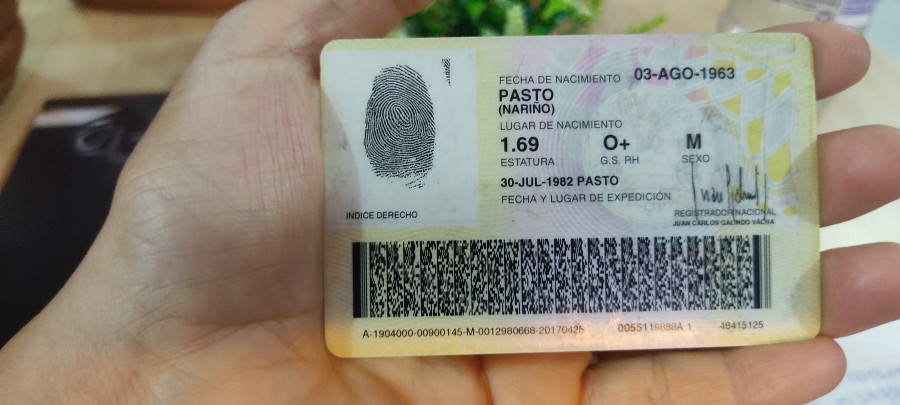 FECHA DE NACIMIENTO 03-AGO-1963
PASTO
(NARIÑO)
LUGAR DE NACIMIENTO
1.69 O+ M
ESTATURA G.S. RH SEXO
30-JUL-1982 PASTO
FECHA Y LUGAR DE EXPEDICIÓN
INDICE DERECHO
REGISTRADOR NACIONAL
JUAN CARLOS GALINDO VACHA
A-1904000-00900145-M-0012980668-20170425 0055119888A 1 48415125